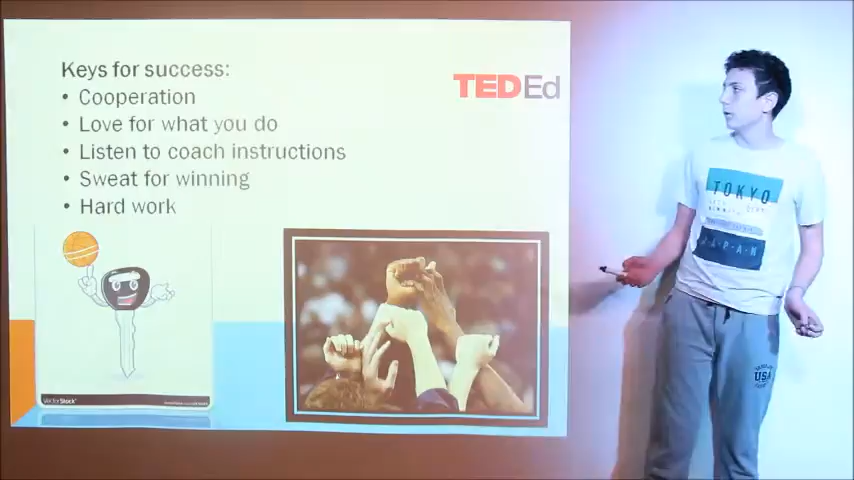 Keys for success:
• Cooperation
• Love for what you do
• Listen to coach instructions
• Sweat for winning
• Hard work
TEDEd
VectorStock
TOKYO
J·A·P·A·N
USA